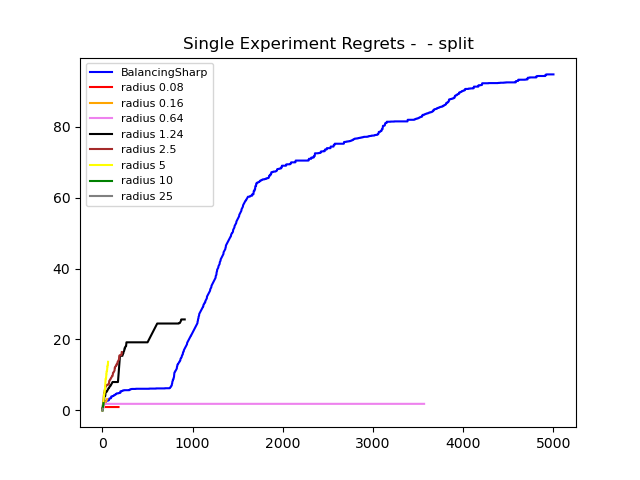 Single Experiment Regrets -  - split
BalancingSharp
radius 0.08
radius 0.16
radius 0.64
radius 1.24
radius 2.5
radius 5
radius 10
radius 25
80
60
40
20
0
0 1000 2000 3000 4000 5000